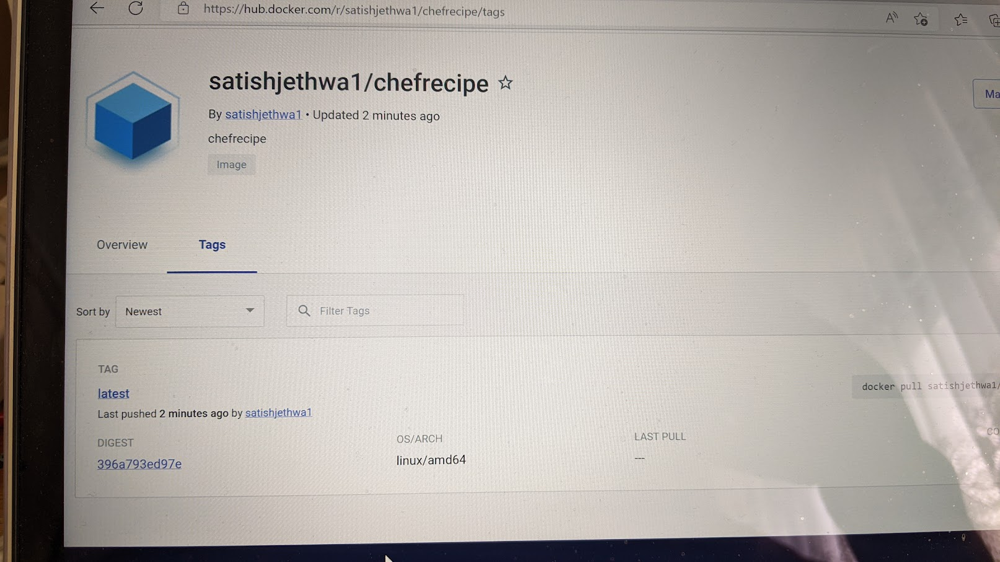 https://hub.docker.com/r/satishjethwa1/chefrecipe/tags
satishjethwa1/chefrecipe
By satishjethwa1 • Updated 2 minutes ago
chefrecipe
Image
Ma
Overview Tags
Sort by Newest Filter Tags
TAG
latest
docker pull satishjethwa1/
Last pushed 2 minutes ago by satishjethwa1
DIGEST OS/ARCH LAST PULL CO
396a793ed97e linux/amd64 ---